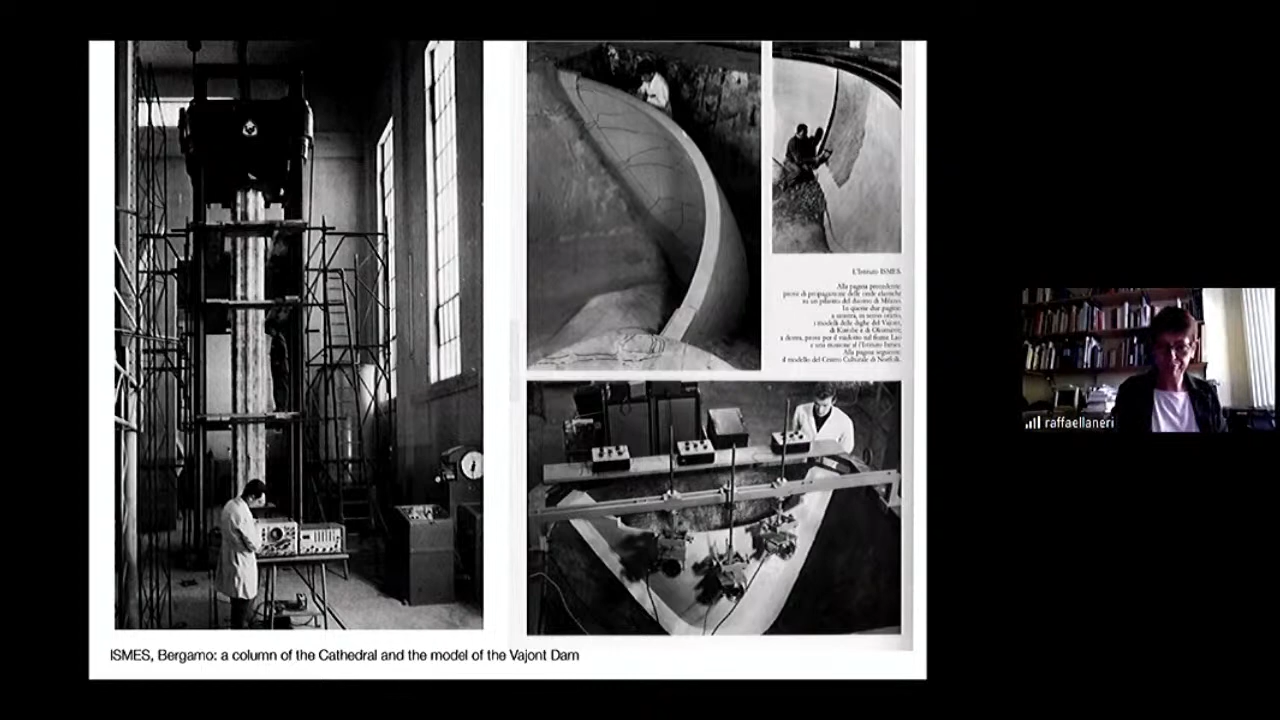 L'Istituto ISMES.
Alla pagina precedente:
prove di propagazione delle onde elastiche
su un pilastro del duomo di Milano.
In queste due pagine:
a sinistra, in senso orario,
i modelli delle dighe del Vajont,
di Kurobe e di
a destra, prove per il viadotto sul fiume Lao
e una riunione al l'Istituto Ismes.
Alla pagina seguente:
il modello del Centro Culturale di Norfolk.
ISMES, Bergamo: a column of the Cathedral and the model of the Vajont Dam
raffaellaneri